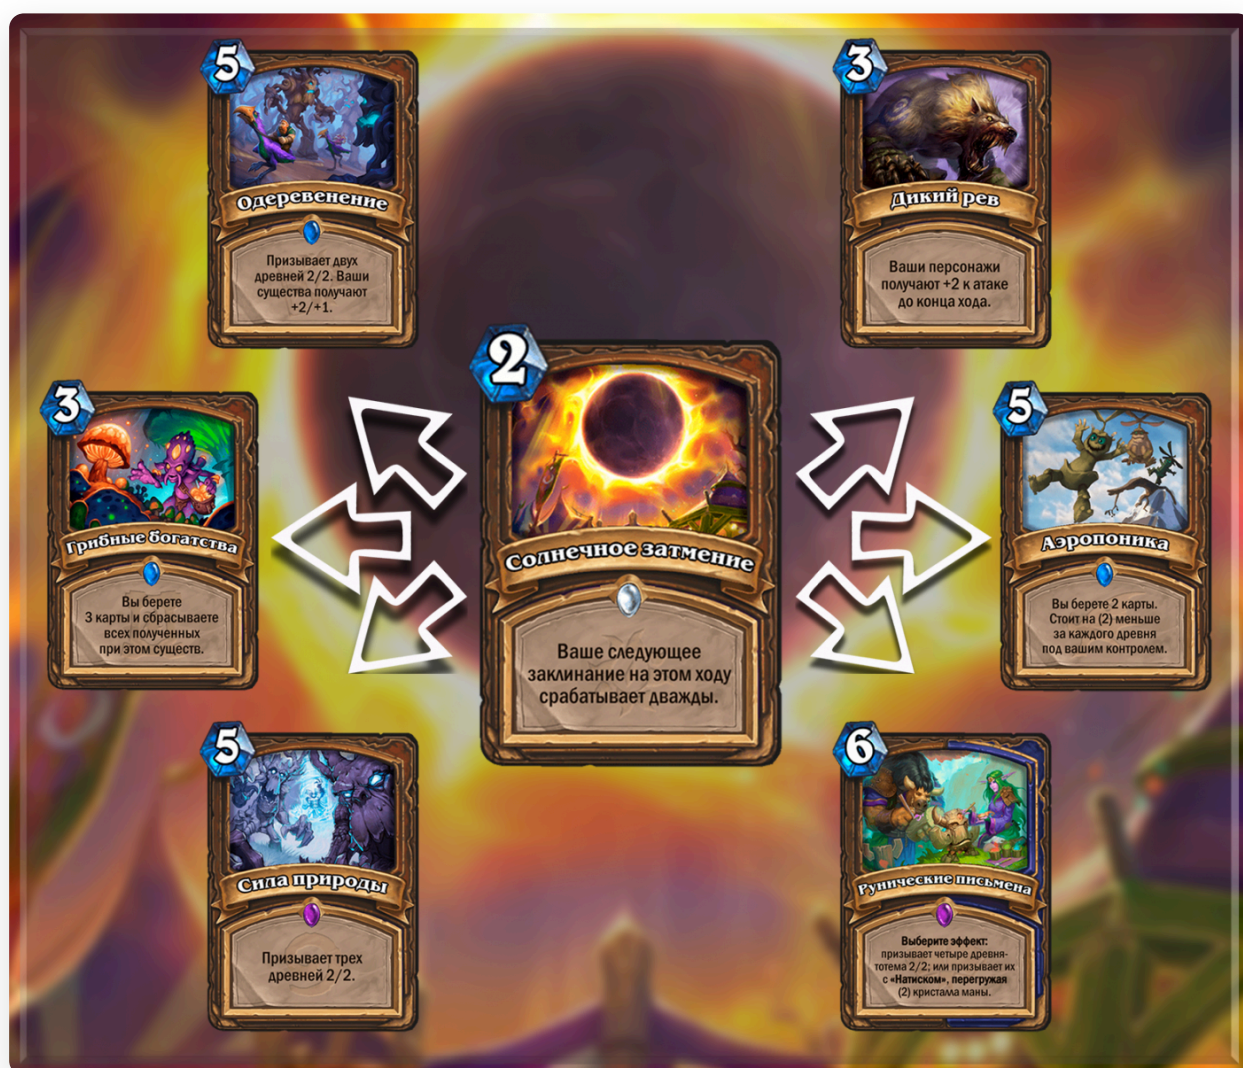 5
Одеревенение
Призывает двух
древней 2/2. Ваши
существа получают
+2/+1.
3
Дикий рев
Ваши персонажи
получают +2 к атаке
до конца хода.
3
Грибные богатства
Вы берете
3 карты и сбрасываете
всех полученных
при этом существ.
2
Солнечное затмение
Ваше следующее
заклинание на этом ходу
срабатывает дважды.
5
Аэропоника
Вы берете 2 карты.
Стоит на (2) меньше
за каждого древня
под вашим контролем.
5
Сила природы
Призывает трех
древней 2/2.
6
Рунические письмена
Выберите эффект:
призывает четыре древня-
тотема 2/2; или призывает их
с «Натиском», перегружая
(2) кристалла маны.